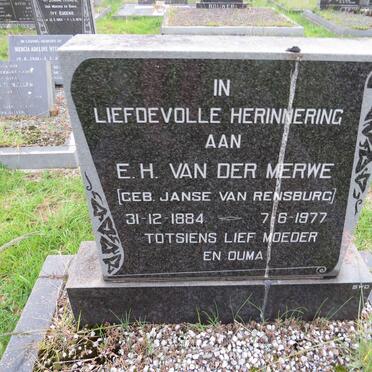 IN
LIEFDEVOLLE HERINNERING
AAN
E.H. VAN DER MERWE
(GEB. JANSE VAN RENSBURG)
31-12-1884 — 7-6-1977
TOTSIENS LIEF MOEDER
EN OUMA